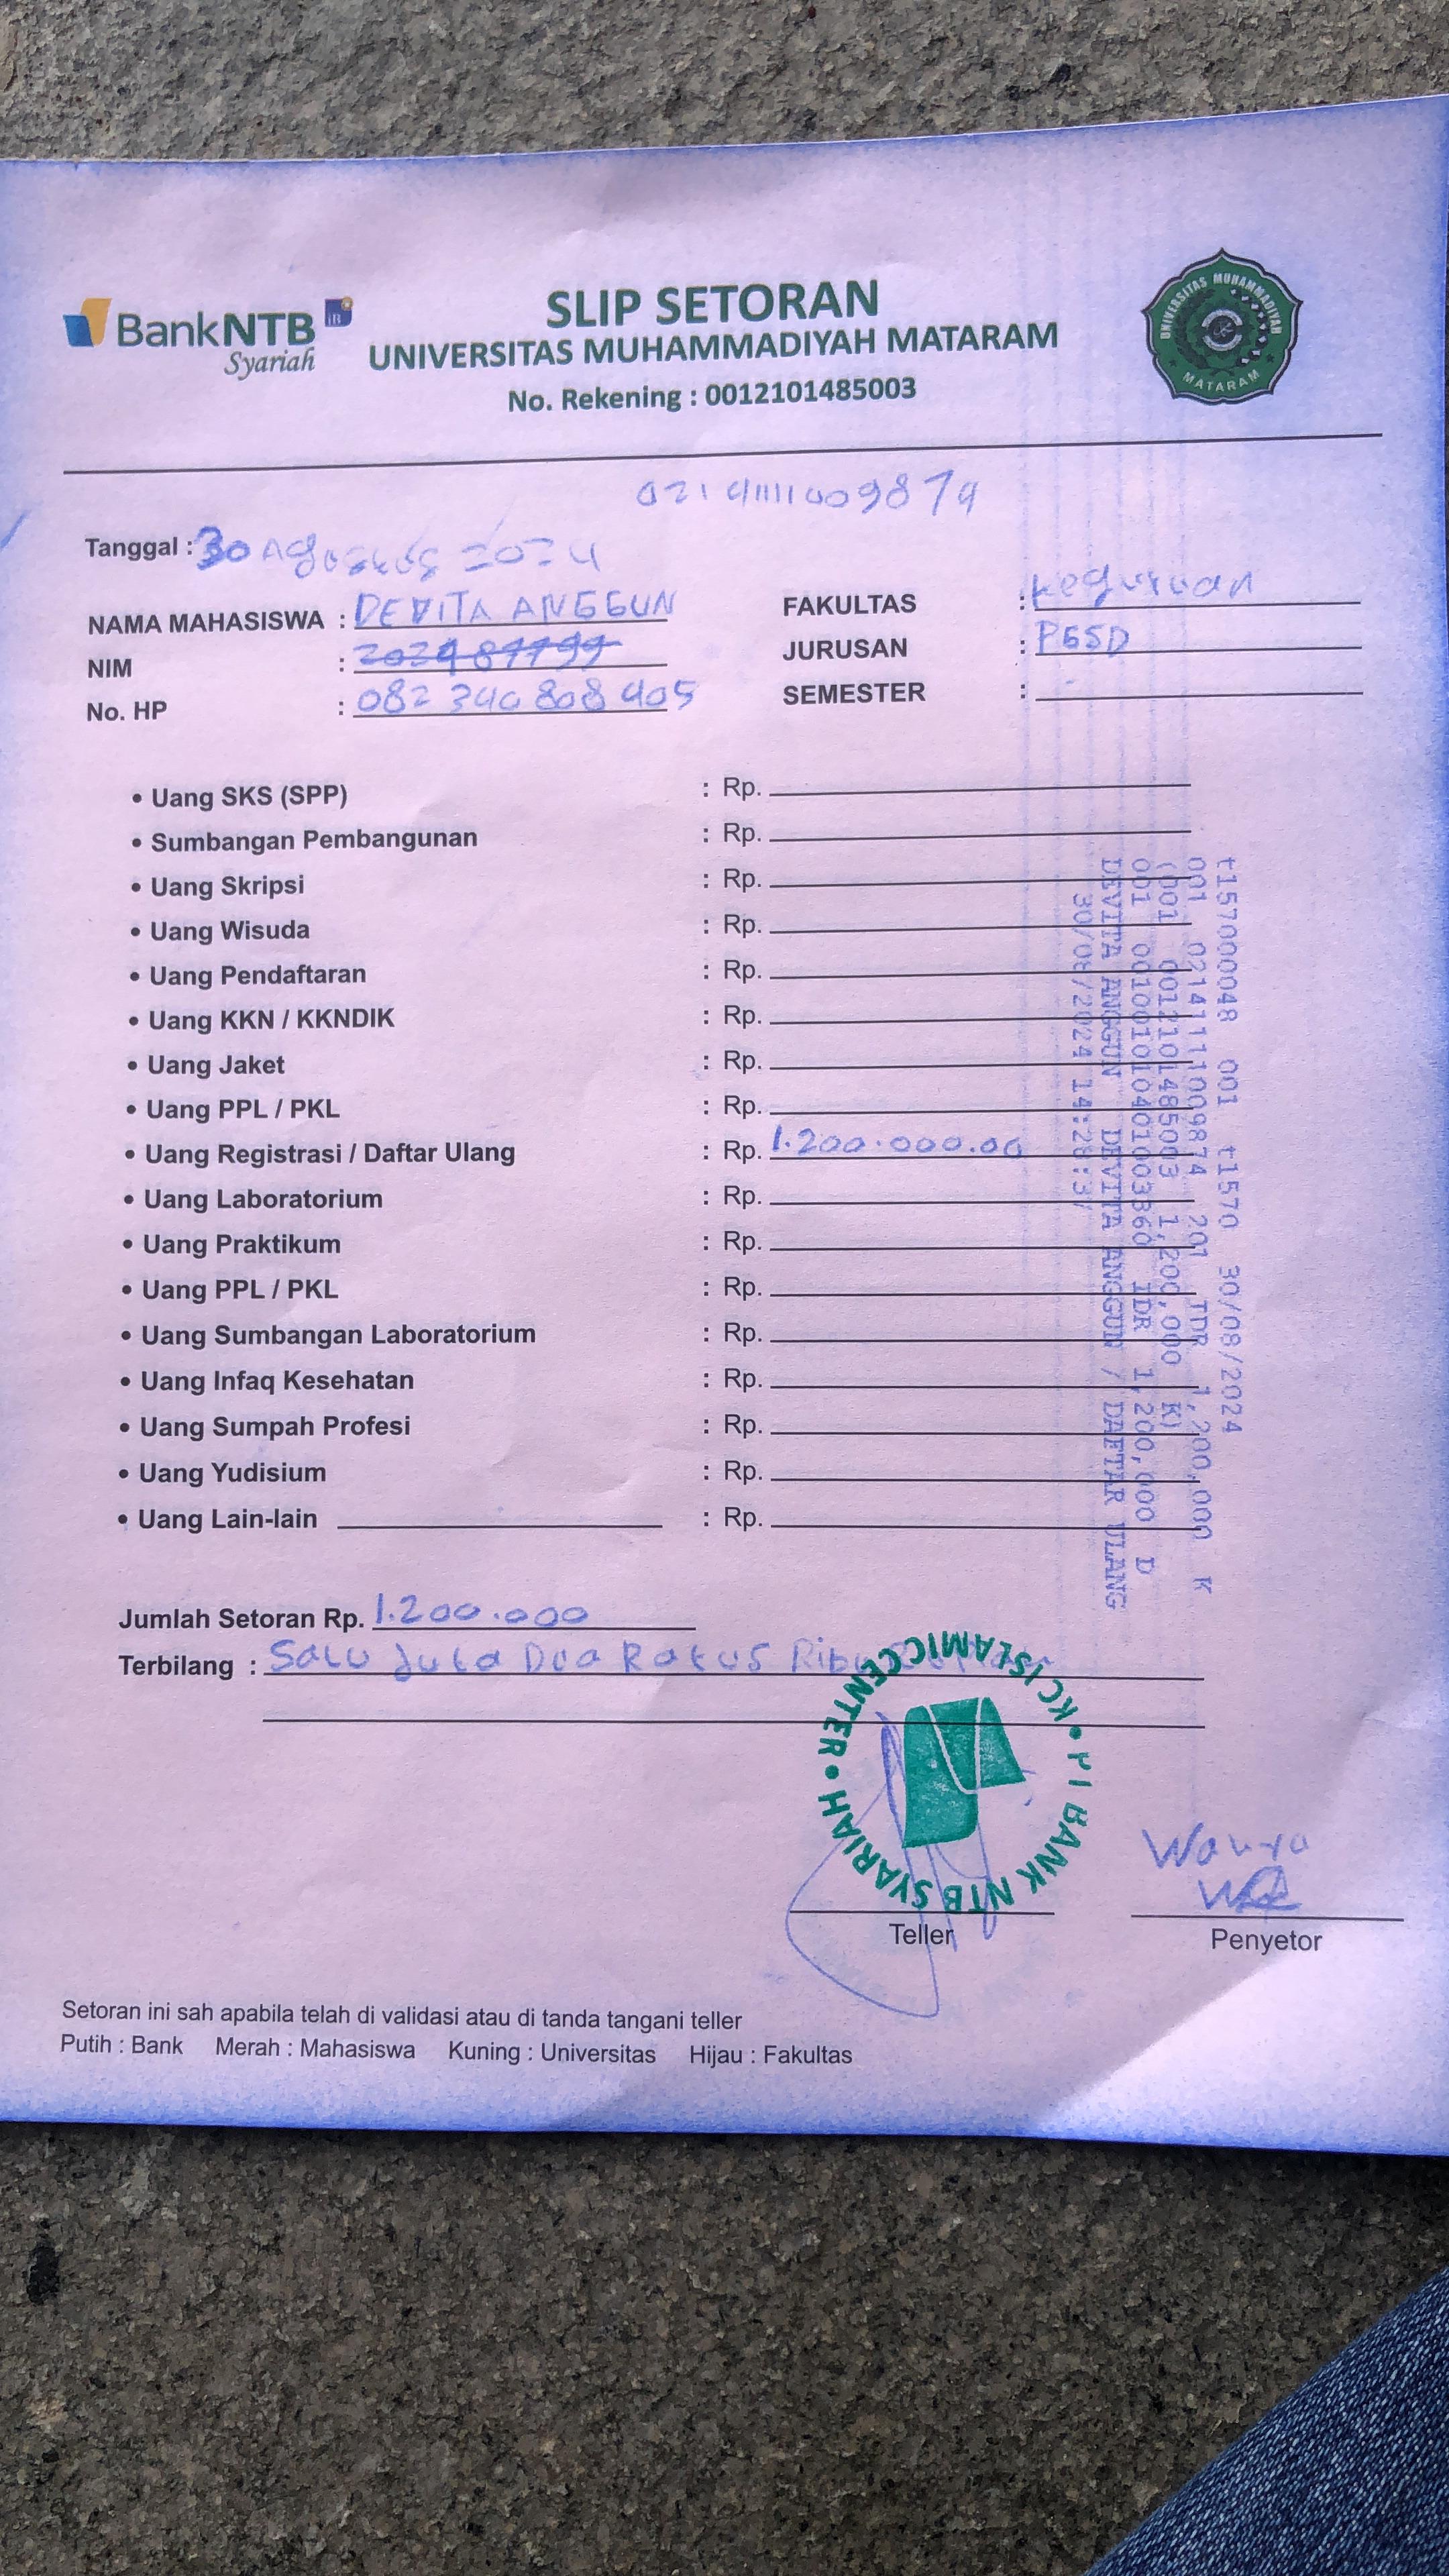 BankNTB
Syariah
SLIP SETORAN
UNIVERSITAS MUHAMMADIYAH MATARAM
No. Rekening : 0012101485003
UNIVERSITAS MUHAMMADIYAH
MATARAM
0214111109874
Tanggal : 30 Agustus 2024
NAMA MAHASISWA : DEVITA ANGGUN
NIM :
No. HP : 082 340 808 405
FAKULTAS : Keguruan
JURUSAN : PGSD
SEMESTER : -
• Uang SKS (SPP) : Rp.
• Sumbangan Pembangunan : Rp.
• Uang Skripsi : Rp.
• Uang Wisuda : Rp.
• Uang Pendaftaran : Rp.
• Uang KKN / KKNDIK : Rp.
• Uang Jaket : Rp.
• Uang PPL / PKL : Rp.
• Uang Registrasi / Daftar Ulang : Rp. 1.200.000.00
• Uang Laboratorium : Rp.
• Uang Praktikum : Rp.
• Uang PPL / PKL : Rp.
• Uang Sumbangan Laboratorium : Rp.
• Uang Infaq Kesehatan : Rp.
• Uang Sumpah Profesi : Rp.
• Uang Yudisium : Rp.
• Uang Lain-lain : Rp.
t157000048 001 t1570 30/08/2024
001 0214111109874 201 IDR 1,200,000 K
(001 0012101485003 1,200,000 K)
001 001001010401003360 IDR 1,200,000 D
DEVITA ANGGUN DEVITA ANGGUN / DAFTAR ULANG
30/08/2024 14:28:3
Jumlah Setoran Rp. 1.200.000
Terbilang : Satu Juta Dua Ratus Ribu
BANK NTB SYARIAH • KC ISLAMIC CENTER
Teller
Penyetor
Setoran ini sah apabila telah di validasi atau di tanda tangani teller
Putih : Bank Merah : Mahasiswa Kuning : Universitas Hijau : Fakultas